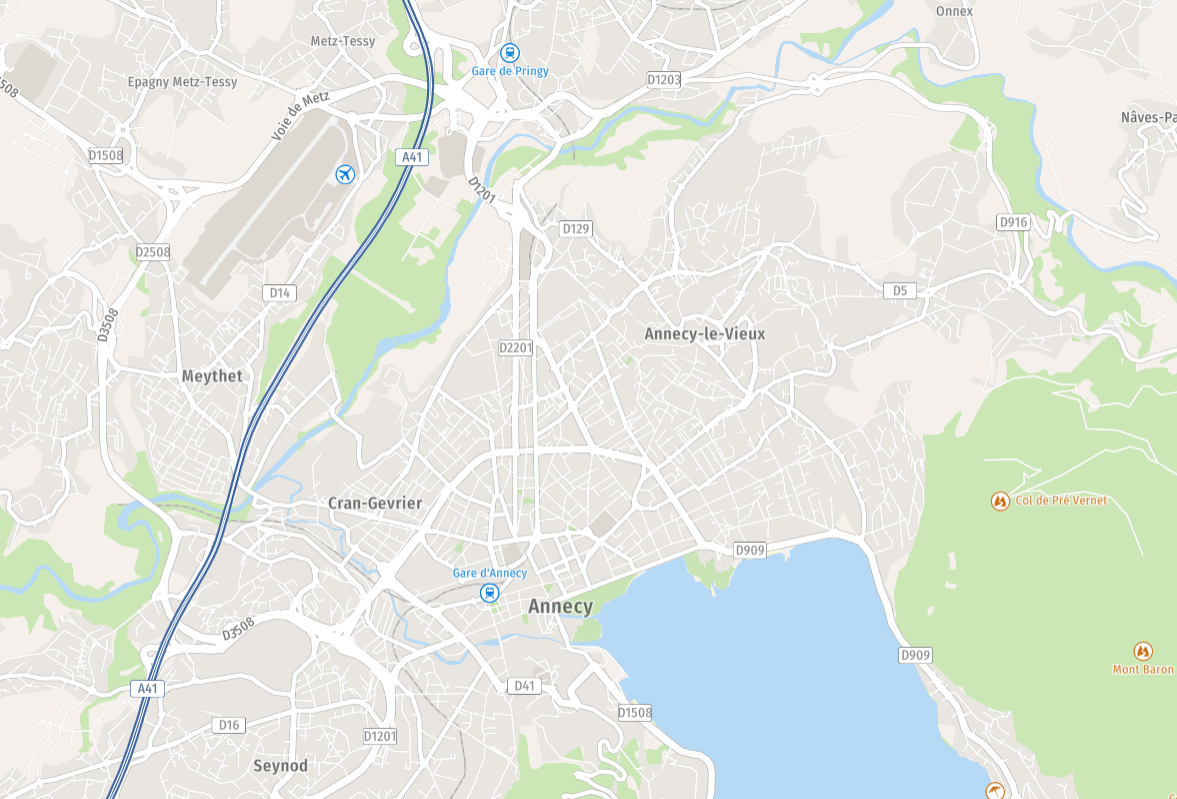 Onnex
Metz-Tessy
Gare de Pringy
D1203
Epagny Metz-Tessy
508
Voie de Metz
Nâves-Pa
D1508
A41
D1201
D916
D129
D2508
D5
D14
D3508
Annecy-le-Vieux
D2201
Meythet
Col de Pré Vernet
Cran-Gevrier
D909
Gare d'Annecy
Annecy
D3508
D909
Mont Baron
A41
D41
D1508
D16
D1201
Seynod